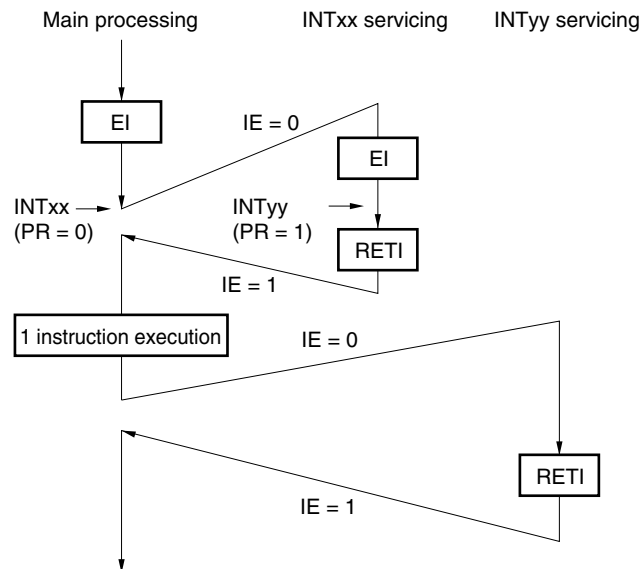 Main processing INTxx servicing INTyy servicing
EI
IE = 0
EI
INTxx
(PR = 0)
INTyy
(PR = 1)
RETI
IE = 1
1 instruction execution
IE = 0
RETI
IE = 1